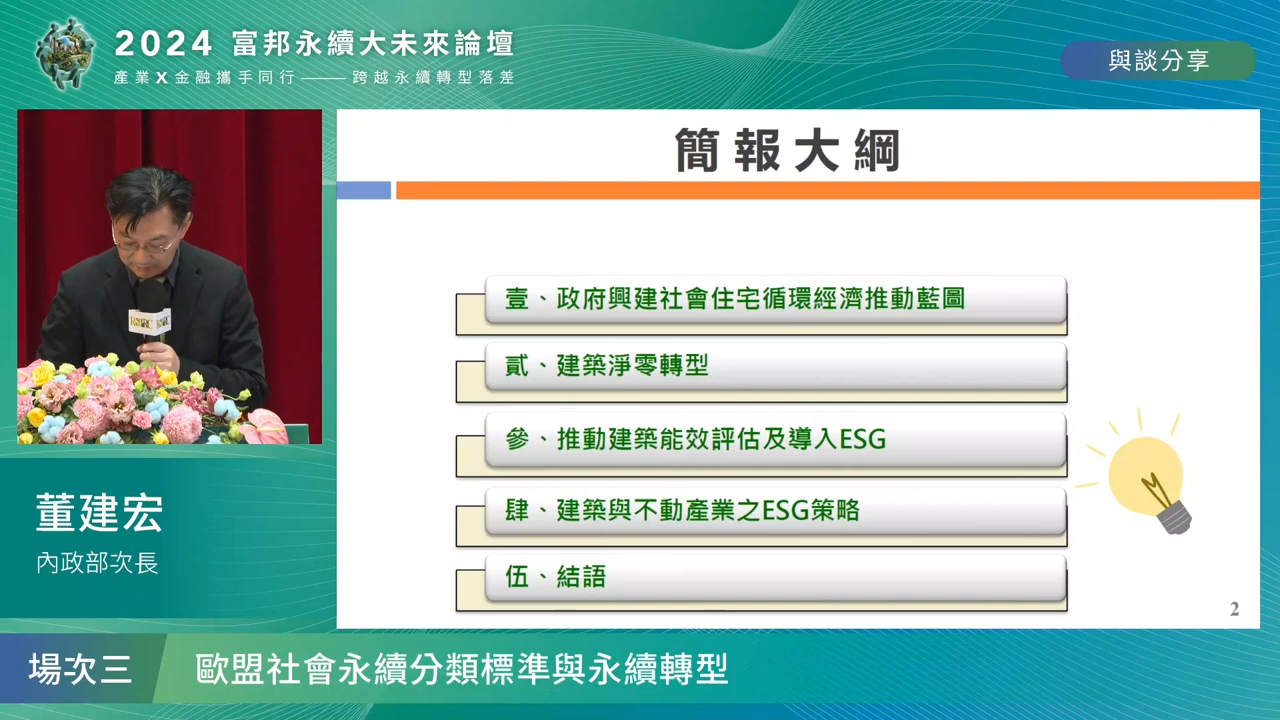 2024 富邦永續大未來論壇
產業X金融攜手同行——跨越永續轉型落差
與談分享
簡報大綱
壹、政府興建社會住宅循環經濟推動藍圖
貳、建築淨零轉型
參、推動建築能效評估及導入ESG
肆、建築與不動產業之ESG策略
伍、結語
2
董建宏
內政部次長
場次三
歐盟社會永續分類標準與永續轉型